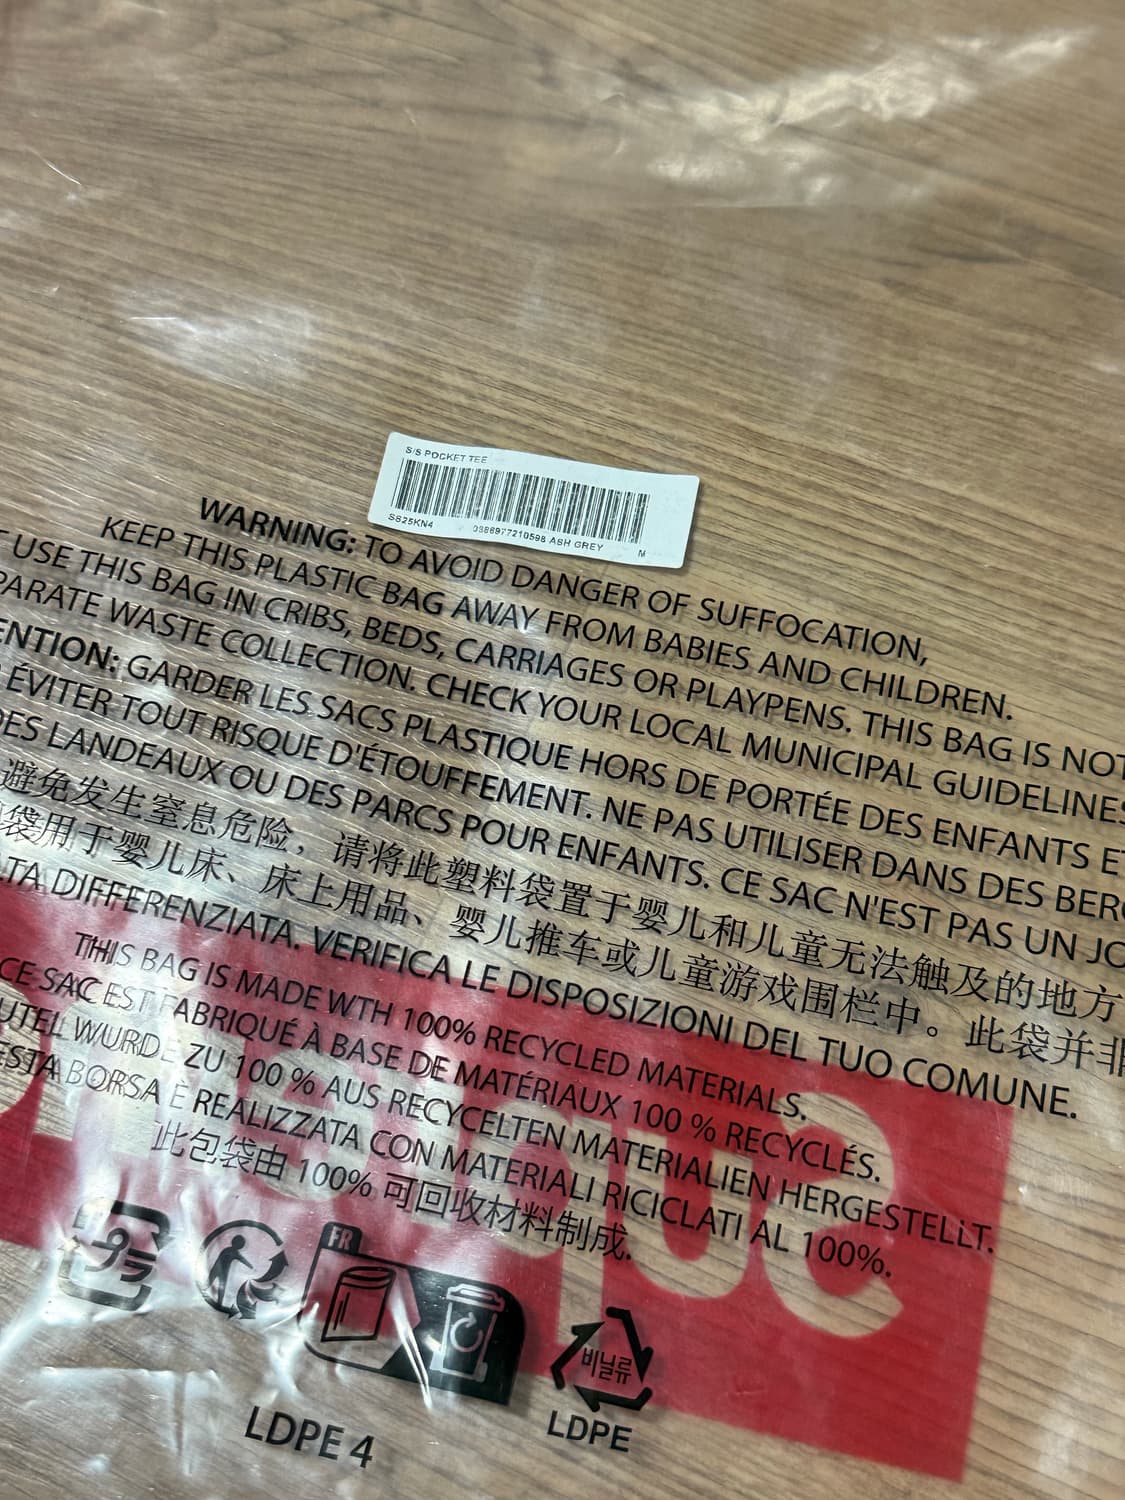 S/S POCKET TEE
SS25KN4 0886977210598 ASH GREY M
WARNING: TO AVOID DANGER OF SUFFOCATION,
KEEP THIS PLASTIC BAG AWAY FROM BABIES AND CHILDREN.
USE THIS BAG IN CRIBS, BEDS, CARRIAGES OR PLAYPENS. THIS BAG IS NOT
PARATE WASTE COLLECTION. CHECK YOUR LOCAL MUNICIPAL GUIDELINES
ENTION: GARDER LES SACS PLASTIQUE HORS DE PORTÉE DES ENFANTS ET
ÉVITER TOUT RISQUE D'ÉTOUFFEMENT. NE PAS UTILISER DANS DES BERC
DES LANDEAUX OU DES PARCS POUR ENFANTS. CE SAC N'EST PAS UN JO
避免发生窒息危险，请将此塑料袋置于婴儿和儿童无法触及的地方
袋用于婴儿床、床上用品、婴儿推车或儿童游戏围栏中。此袋并非
TA DIFFERENZIATA. VERIFICA LE DISPOSIZIONI DEL TUO COMUNE.
THIS BAG IS MADE WTH 100% RECYCLED MATERIALS.
CE SAC EST FABRIQUÉ À BASE DE MATÉRIAUX 100 % RECYCLÉS.
UTEL WURDE ZU 100 % AUS RECYCELTEN MATERIALIEN HERGESTELLT.
ESTA BORSA È REALIZZATA CON MATERIALI RICICLATI AL 100%.
此包袋由 100% 可回收材料制成.
Supreme
プラ
FR
비닐류
LDPE 4
LDPE